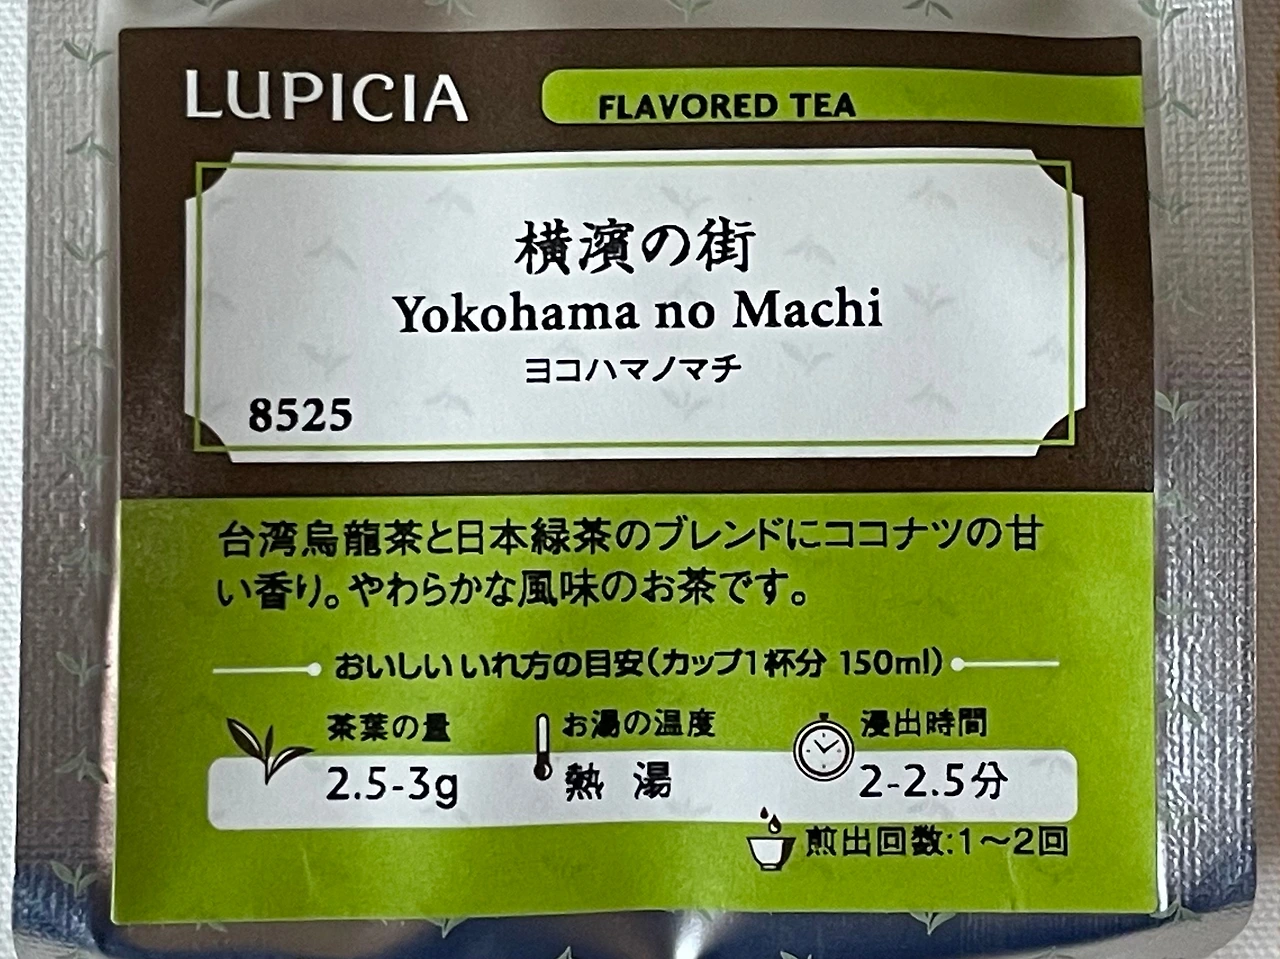 LUPICIA
FLAVORED TEA
横濱の街
Yokohama no Machi
ヨコハマノマチ
8525
台湾烏龍茶と日本緑茶のブレンドにココナツの甘
い香り。やわらかな風味のお茶です。
おいしいいれ方の目安(カップ1杯分 150ml)
茶葉の量
2.5-3g
お湯の温度
熱 湯
浸出時間
2-2.5分
煎出回数:1〜2回